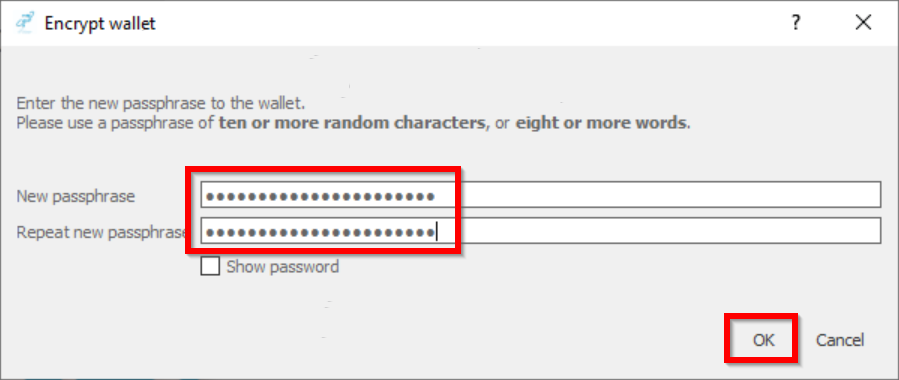 Encrypt wallet
Enter the new passphrase to the wallet.
Please use a passphrase of ten or more random characters, or eight or more words.
New passphrase ●●●●●●●●●●●●●●●●●●●●●●
Repeat new passphrase ●●●●●●●●●●●●●●●●●●●●●●
Show password
OK Cancel